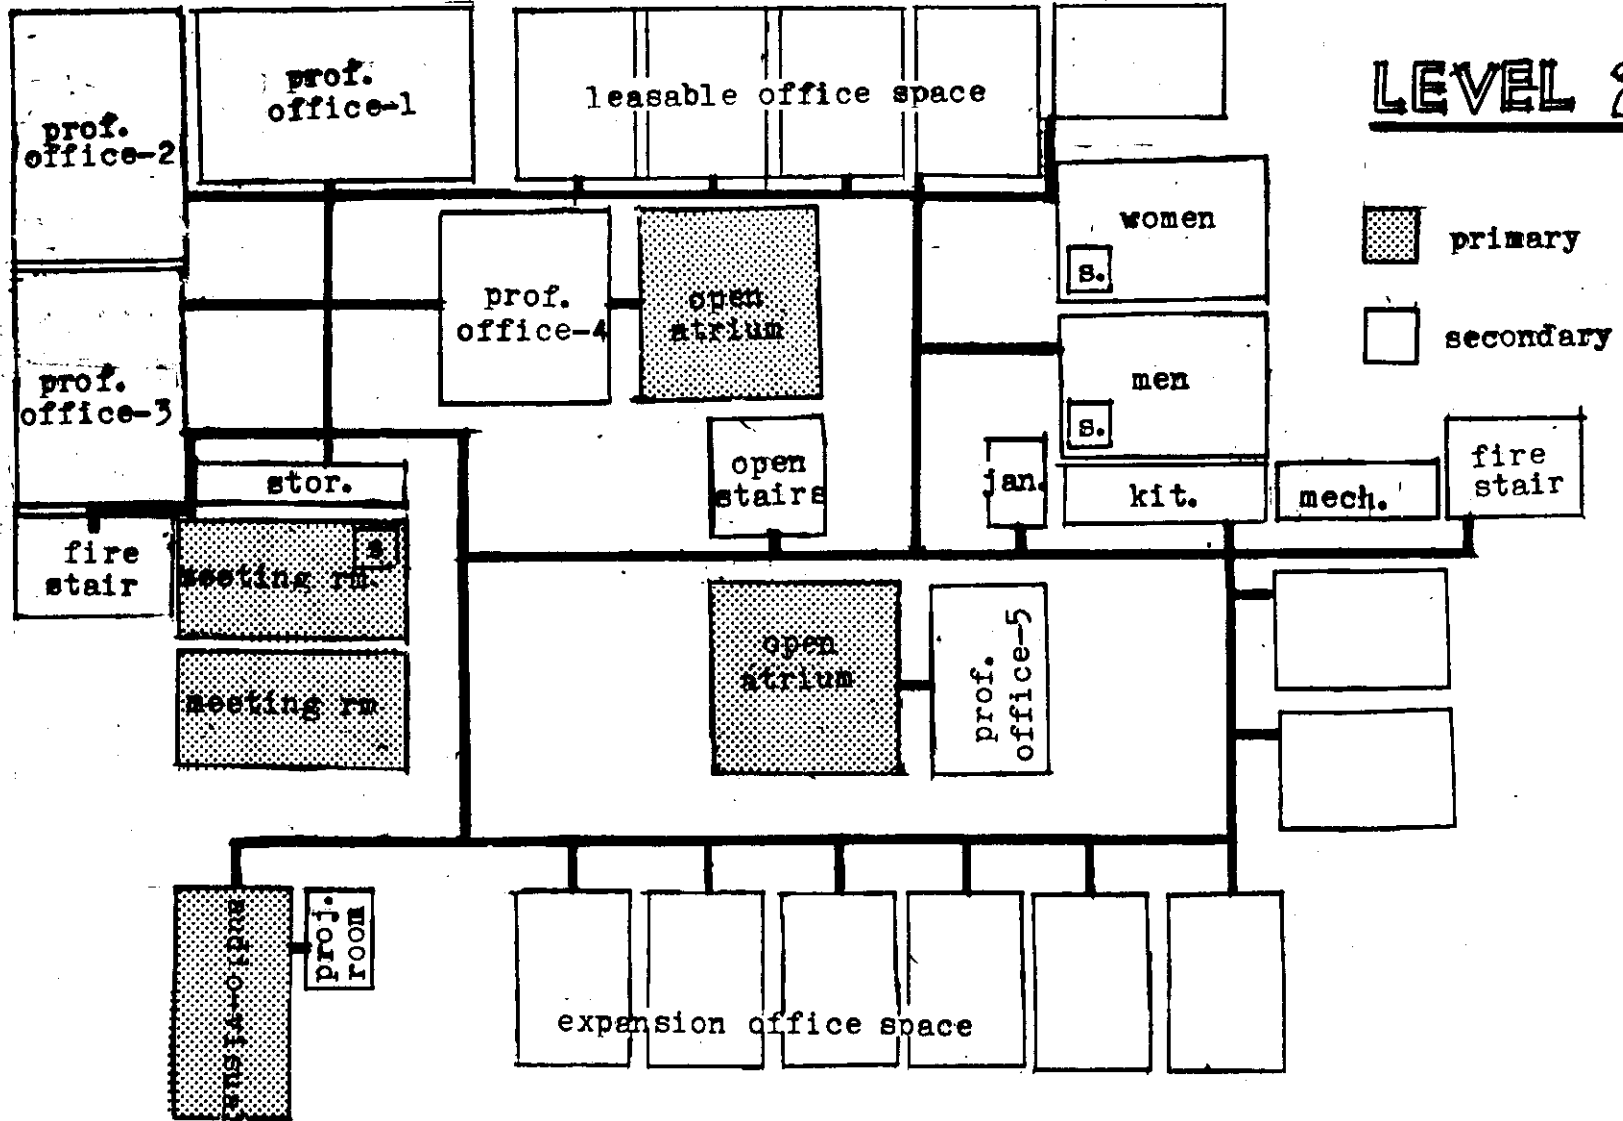 LEVEL
prof.
office-1
prof.
office-2
leasable office space
women
s.
primary
prof.
office-4
open
atrium
secondary
prof.
office-3
men
s.
stor.
open
stairs
jan.
kit.
mech.
fire
stair
fire
stair
s
meeting rm.
meeting rm
open
atrium
prof.
office-5
audio-visual
proj.
room
expansion office space